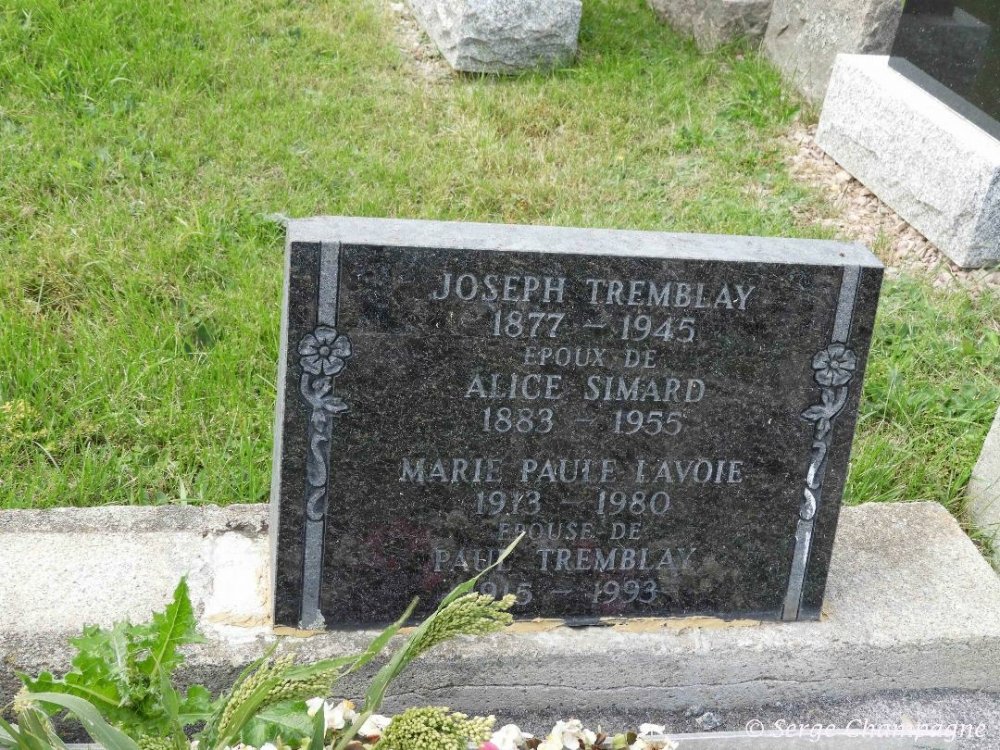 JOSEPH TREMBLAY
1877 - 1945
EPOUX DE
ALICE SIMARD
1883 - 1955
MARIE PAULE LAVOIE
1913 - 1980
EPOUSE DE
PAUL TREMBLAY
1915 - 1993
© Serge Champagne